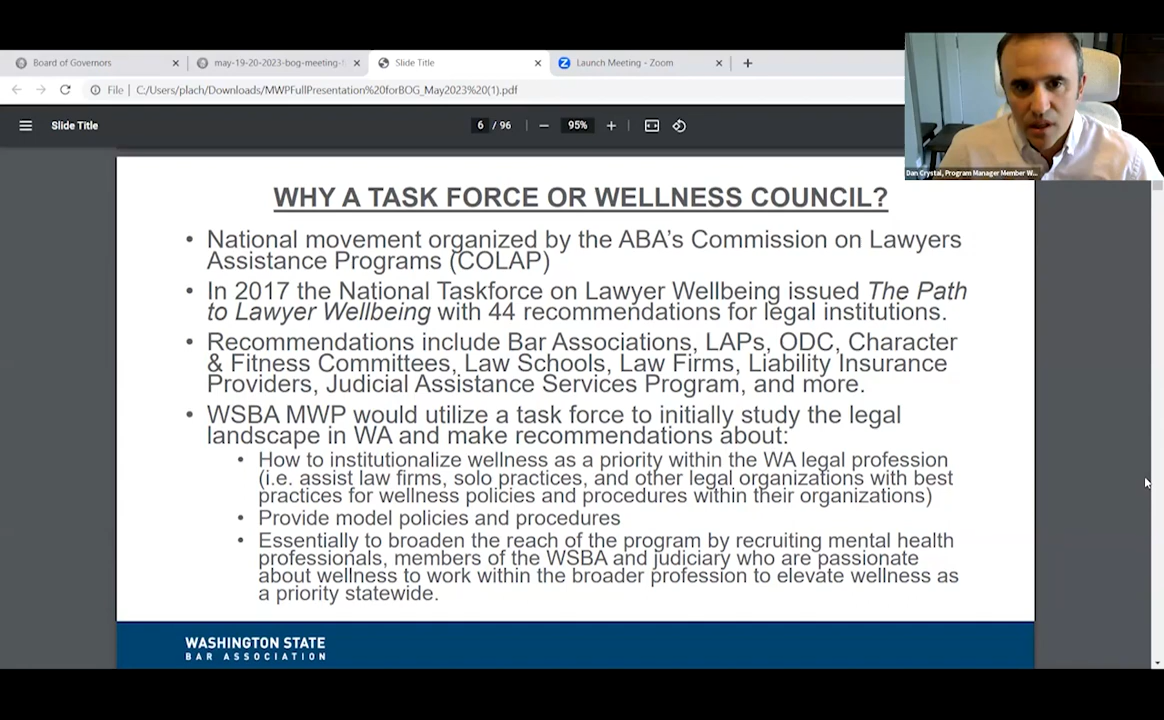 Board of Governors
may-19-20-2023-bog-meeting-
Slide Title
Launch Meeting - Zoom
File
C:/Users/plach/Downloads/MWPFullPresentation%20forBOG_May2023%20(1).pdf
Slide Title
6 / 96
95%
Dan Crystal, Program Manager Member W...
WHY A TASK FORCE OR WELLNESS COUNCIL?
• National movement organized by the ABA's Commission on Lawyers
Assistance Programs (COLAP)
• In 2017 the National Taskforce on Lawyer Wellbeing issued The Path
to Lawyer Wellbeing with 44 recommendations for legal institutions.
• Recommendations include Bar Associations, LAPs, ODC, Character
& Fitness Committees, Law Schools, Law Firms, Liability Insurance
Providers, Judicial Assistance Services Program, and more.
• WSBA MWP would utilize a task force to initially study the legal
landscape in WA and make recommendations about:
• How to institutionalize wellness as a priority within the WA legal profession
(i.e. assist law firms, solo practices, and other legal organizations with best
practices for wellness policies and procedures within their organizations)
• Provide model policies and procedures
• Essentially to broaden the reach of the program by recruiting mental health
professionals, members of the WSBA and judiciary who are passionate
about wellness to work within the broader profession to elevate wellness as
a priority statewide.
WASHINGTON STATE
BAR ASSOCIATION